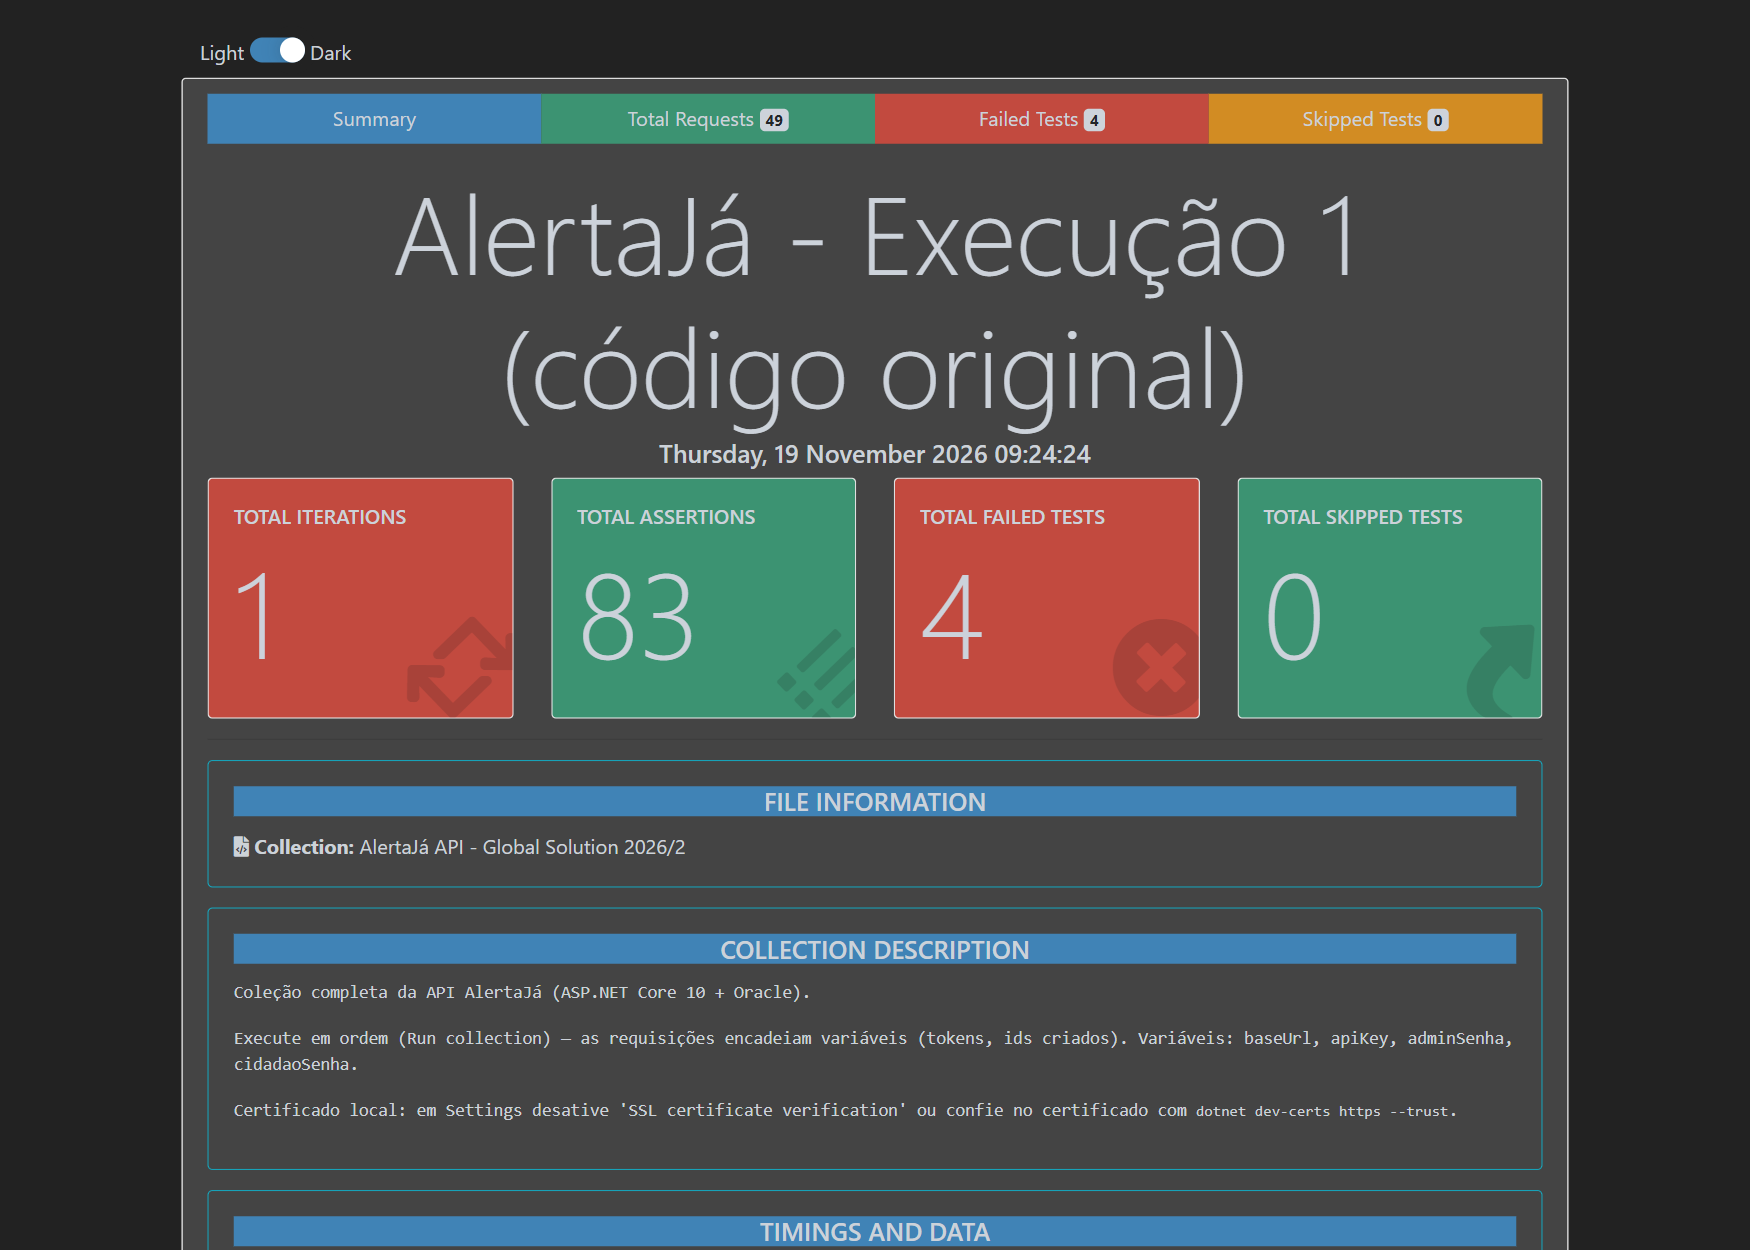 Light Dark
Summary Total Requests 49 Failed Tests 4 Skipped Tests 0
AlertaJá - Execução 1
(código original)
Thursday, 19 November 2026 09:24:24
TOTAL ITERATIONS TOTAL ASSERTIONS TOTAL FAILED TESTS TOTAL SKIPPED TESTS
1 83 4 0
FILE INFORMATION
Collection: AlertaJá API - Global Solution 2026/2
COLLECTION DESCRIPTION
Coleção completa da API AlertaJá (ASP.NET Core 10 + Oracle).
Execute em ordem (Run collection) — as requisições encadeiam variáveis (tokens, ids criados). Variáveis: baseUrl, apiKey, adminSenha,
cidadaoSenha.
Certificado local: em Settings desative 'SSL certificate verification' ou confie no certificado com dotnet dev-certs https --trust.
TIMINGS AND DATA